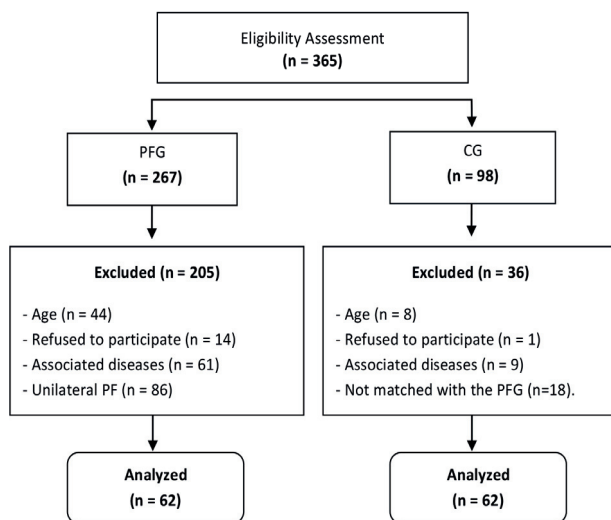 Eligibility Assessment
(n = 365)
PFG
(n = 267)
CG
(n = 98)
Excluded (n = 205)
- Age (n = 44)
- Refused to participate (n = 14)
- Associated diseases (n = 61)
- Unilateral PF (n = 86)
Excluded (n = 36)
- Age (n = 8)
- Refused to participate (n = 1)
- Associated diseases (n = 9)
- Not matched with the PFG (n=18).
Analyzed
(n = 62)
Analyzed
(n = 62)